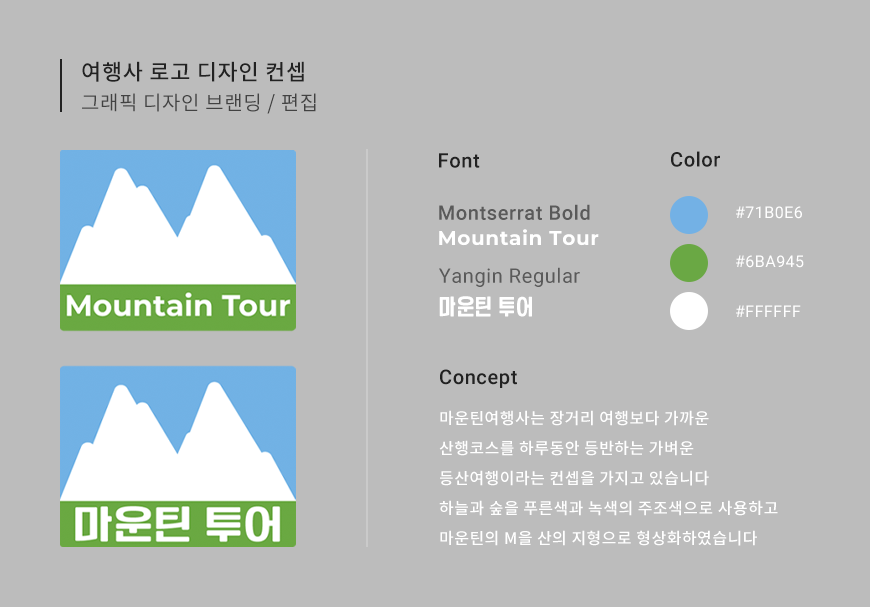 여행사 로고 디자인 컨셉
그래픽 디자인 브랜딩 / 편집
Mountain Tour
마운틴 투어
Font
Montserrat Bold
Mountain Tour
Yangin Regular
마운틴 투어
Color
#71B0E6
#6BA945
#FFFFFF
Concept
마운틴여행사는 장거리 여행보다 가까운
산행코스를 하루동안 등반하는 가벼운
등산여행이라는 컨셉을 가지고 있습니다
하늘과 숲을 푸른색과 녹색의 주조색으로 사용하고
마운틴의 M을 산의 지형으로 형상화하였습니다